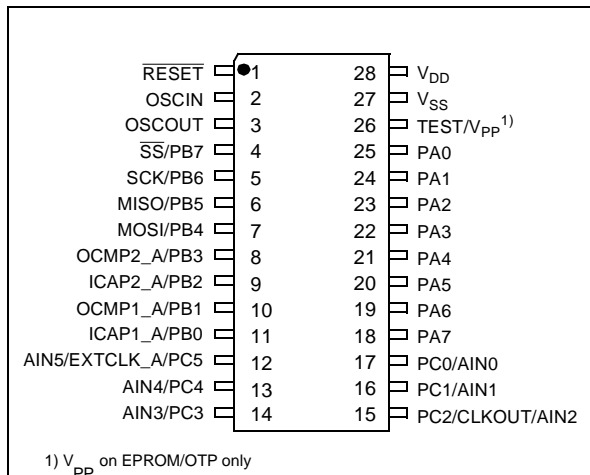 RESET 1 28 VDD
OSCIN 2 27 VSS
OSCOUT 3 26 TEST/VPP1)
SS/PB7 4 25 PA0
SCK/PB6 5 24 PA1
MISO/PB5 6 23 PA2
MOSI/PB4 7 22 PA3
OCMP2_A/PB3 8 21 PA4
ICAP2_A/PB2 9 20 PA5
OCMP1_A/PB1 10 19 PA6
ICAP1_A/PB0 11 18 PA7
AIN5/EXTCLK_A/PC5 12 17 PC0/AIN0
AIN4/PC4 13 16 PC1/AIN1
AIN3/PC3 14 15 PC2/CLKOUT/AIN2
1) VPP on EPROM/OTP only